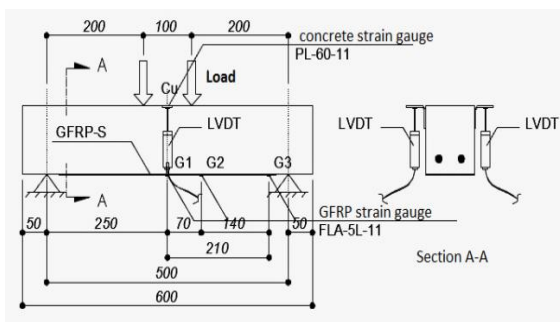 200
100
200
concrete strain gauge
PL-60-11
A
Load
Cu
GFRP-S
LVDT
LVDT
LVDT
G1
G2
G3
A
GFRP strain gauge
FLA-5L-11
50
250
70
140
50
210
Section A-A
500
600